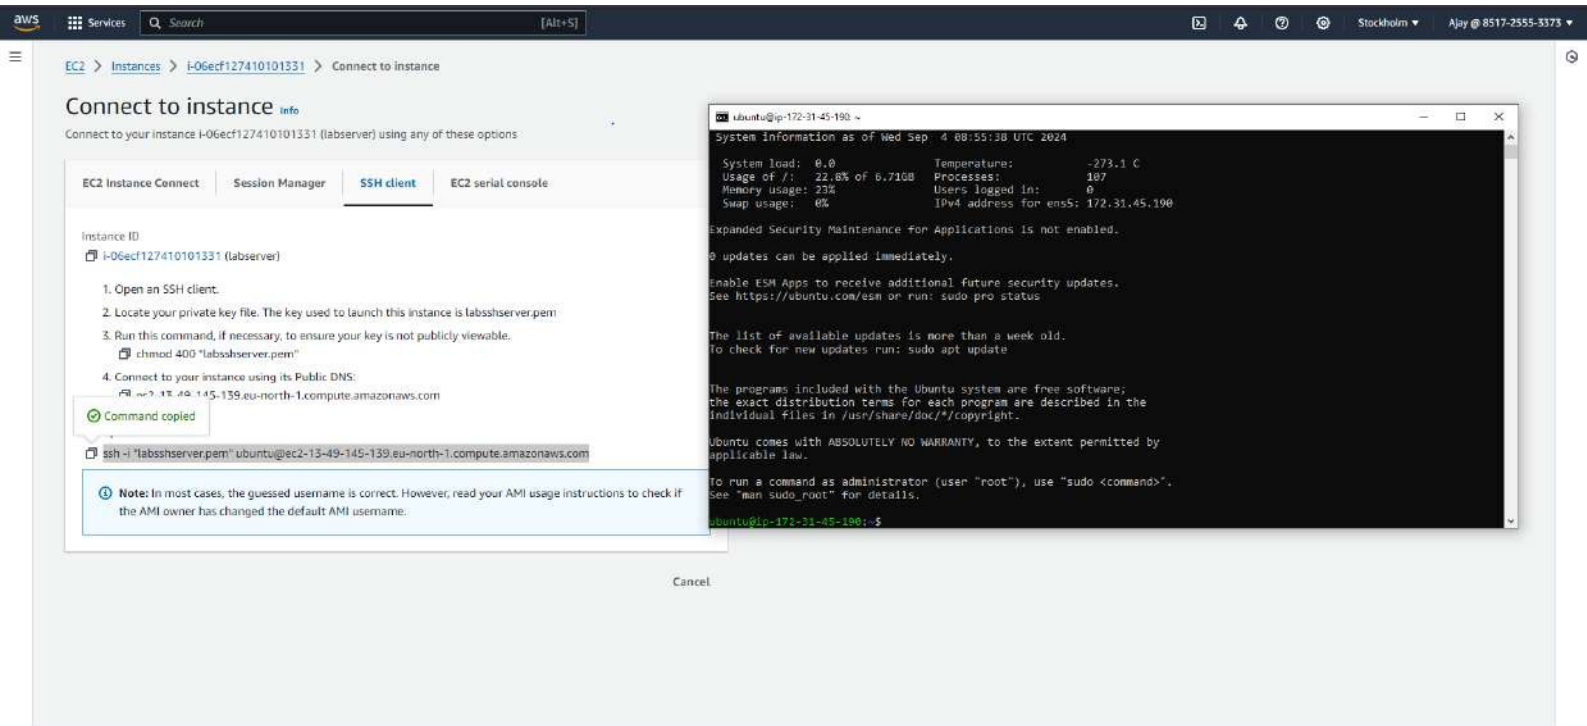 aws
Services
Search
[Alt+S]
Stockholm
Ajay @ 8517-2555-3373
EC2 > Instances > i-06ecf127410101331 > Connect to instance
Connect to instance Info
Connect to your instance i-06ecf127410101331 (labserver) using any of these options
EC2 Instance Connect
Session Manager
SSH client
EC2 serial console
Instance ID
i-06ecf127410101331 (labserver)
1. Open an SSH client.
2. Locate your private key file. The key used to launch this instance is labsshserver.pem
3. Run this command, if necessary, to ensure your key is not publicly viewable.
chmod 400 "labsshserver.pem"
4. Connect to your instance using its Public DNS:
ec2-13-49-145-139.eu-north-1.compute.amazonaws.com
Command copied
ssh -i "labsshserver.pem" ubuntu@ec2-13-49-145-139.eu-north-1.compute.amazonaws.com
Note: In most cases, the guessed username is correct. However, read your AMI usage instructions to check if
the AMI owner has changed the default AMI username.
Cancel
ubuntu@ip-172-31-45-190: ~
System information as of Wed Sep 4 08:55:38 UTC 2024
System load: 0.0 Temperature: -273.1 C
Usage of /: 22.8% of 6.71GB Processes: 107
Memory usage: 23% Users logged in: 0
Swap usage: 0% IPv4 address for ens5: 172.31.45.190
Expanded Security Maintenance for Applications is not enabled.
0 updates can be applied immediately.
Enable ESM Apps to receive additional future security updates.
See https://ubuntu.com/esm or run: sudo pro status
The list of available updates is more than a week old.
To check for new updates run: sudo apt update
The programs included with the Ubuntu system are free software;
the exact distribution terms for each program are described in the
individual files in /usr/share/doc/*/copyright.
Ubuntu comes with ABSOLUTELY NO WARRANTY, to the extent permitted by
applicable law.
To run a command as administrator (user "root"), use "sudo <command>".
See "man sudo_root" for details.
ubuntu@ip-172-31-45-190:~$